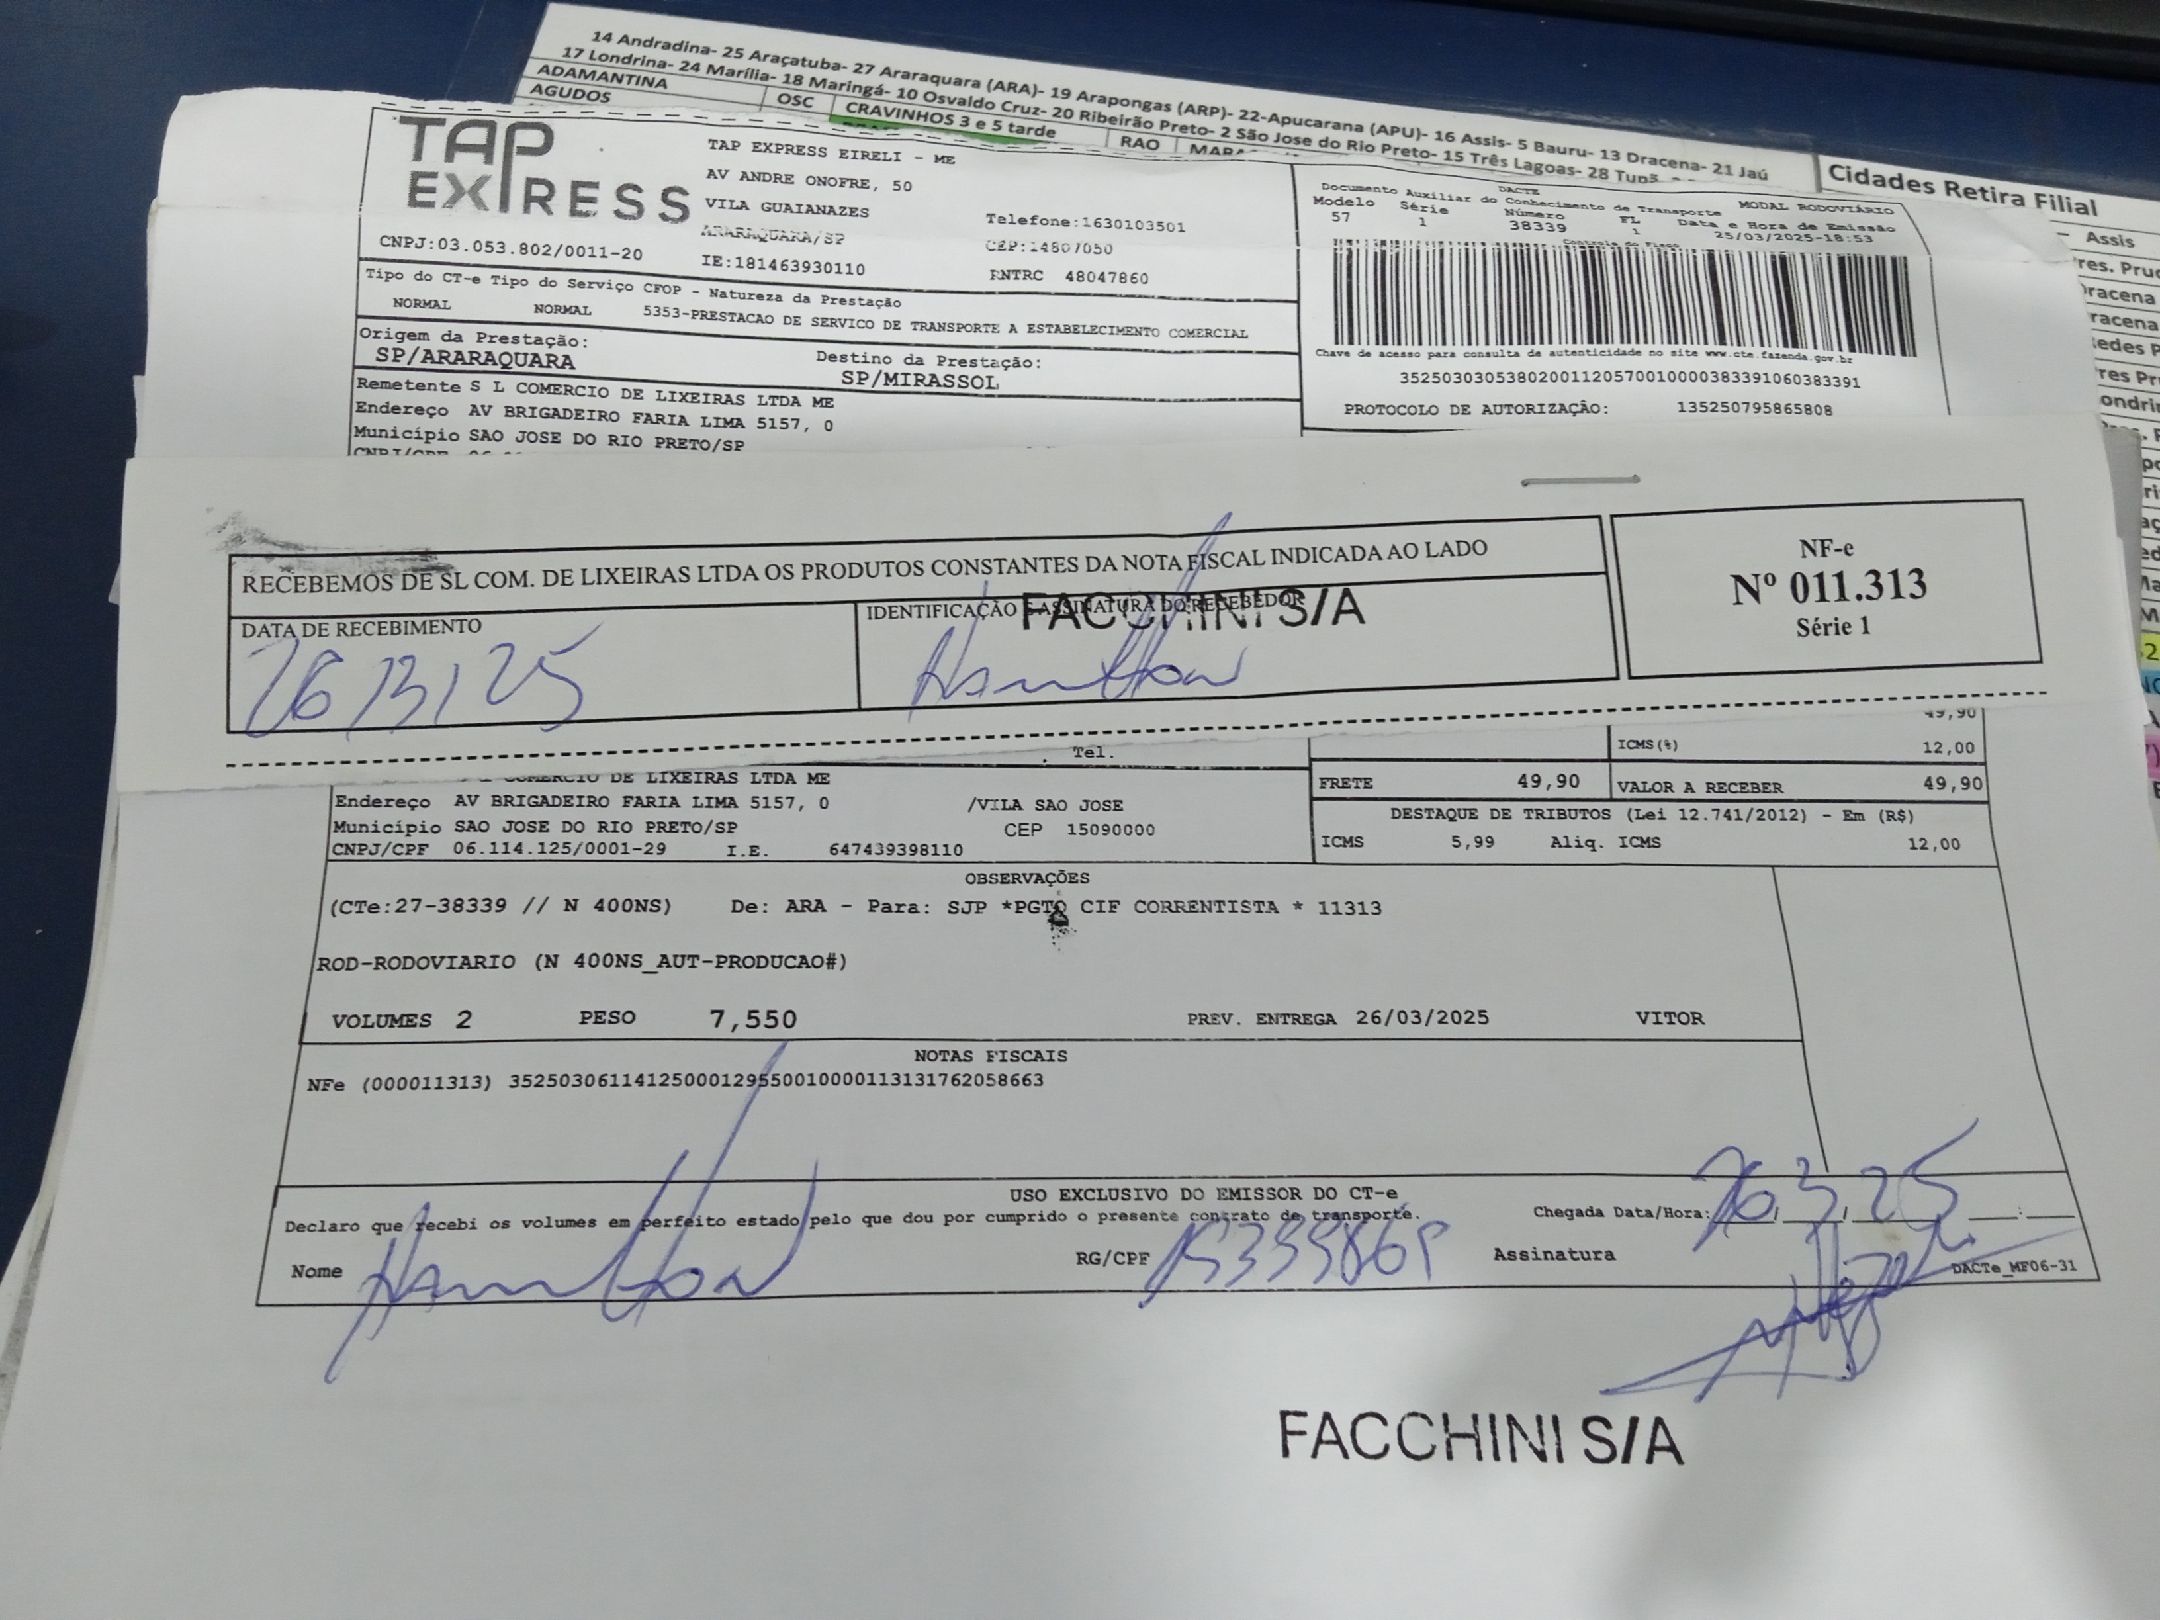 14 Andradina- 25 Araçatuba- 27 Araraquara (ARA)- 19 Arapongas (ARP)- 22-Apucarana (APU)- 16 Assis- 5 Bauru- 13 Dracena- 21 Jaú
17 Londrina- 24 Marília- 18 Maringá- 10 Osvaldo Cruz- 20 Ribeirão Preto- 2 São Jose do Rio Preto- 15 Três Lagoas- 28 Tupã
ADAMANTINA OSC CRAVINHOS 3 e 5 tarde RAO
AGUDOS
Cidades Retira Filial
Assis
TAP EXPRESS
TAP EXPRESS EIRELI - ME
AV ANDRE ONOFRE, 50
VILA GUAIANAZES Telefone:1630103501
ARARAQUARA/SP CEP:14807050
CNPJ:03.053.802/0011-20 IE:181463930110 RNTRC 48047860
DACTE MODAL RODOVIÁRIO
Documento Auxiliar do Conhecimento de Transporte
Modelo Série Número FL Data e Hora de Emissão
57 1 38339 1 25/03/2025-18:53
Controle do Fisco
Chave de acesso para consulta de autenticidade no site www.cte.fazenda.gov.br
35250303053802001120570010000383391060383391
PROTOCOLO DE AUTORIZAÇÃO: 135250795865808
Tipo do CT-e Tipo do Serviço CFOP - Natureza da Prestação
NORMAL NORMAL 5353-PRESTACAO DE SERVICO DE TRANSPORTE A ESTABELECIMENTO COMERCIAL
Origem da Prestação: Destino da Prestação:
SP/ARARAQUARA SP/MIRASSOL
Remetente S L COMERCIO DE LIXEIRAS LTDA ME
Endereço AV BRIGADEIRO FARIA LIMA 5157, 0
Município SAO JOSE DO RIO PRETO/SP
CNPJ/CPF
RECEBEMOS DE SL COM. DE LIXEIRAS LTDA OS PRODUTOS CONSTANTES DA NOTA FISCAL INDICADA AO LADO
DATA DE RECEBIMENTO IDENTIFICAÇÃO E ASSINATURA DO RECEBEDOR
FACCHINI S/A
26/3/25 Hamilton
NF-e
Nº 011.313
Série 1
Tel. 49,90
ICMS(%) 12,00
COMERCIO DE LIXEIRAS LTDA ME
FRETE 49,90 VALOR A RECEBER 49,90
Endereço AV BRIGADEIRO FARIA LIMA 5157, 0 /VILA SAO JOSE
Município SAO JOSE DO RIO PRETO/SP CEP 15090000
CNPJ/CPF 06.114.125/0001-29 I.E. 647439398110
DESTAQUE DE TRIBUTOS (Lei 12.741/2012) - Em (R$)
ICMS 5,99 Aliq. ICMS 12,00
OBSERVAÇÕES
(CTe:27-38339 // N 400NS) De: ARA - Para: SJP *PGTO CIF CORRENTISTA * 11313
ROD-RODOVIARIO (N 400NS_AUT-PRODUCAO#)
VOLUMES 2 PESO 7,550 PREV. ENTREGA 26/03/2025 VITOR
NOTAS FISCAIS
NFe (000011313) 35250306114125000129550010000113131762058663
USO EXCLUSIVO DO EMISSOR DO CT-e
Declaro que recebi os volumes em perfeito estado pelo que dou por cumprido o presente contrato de transporte. Chegada Data/Hora: 26 3 25
Nome Hamilton RG/CPF Assinatura
DACTe_MF06-31
FACCHINI S/A